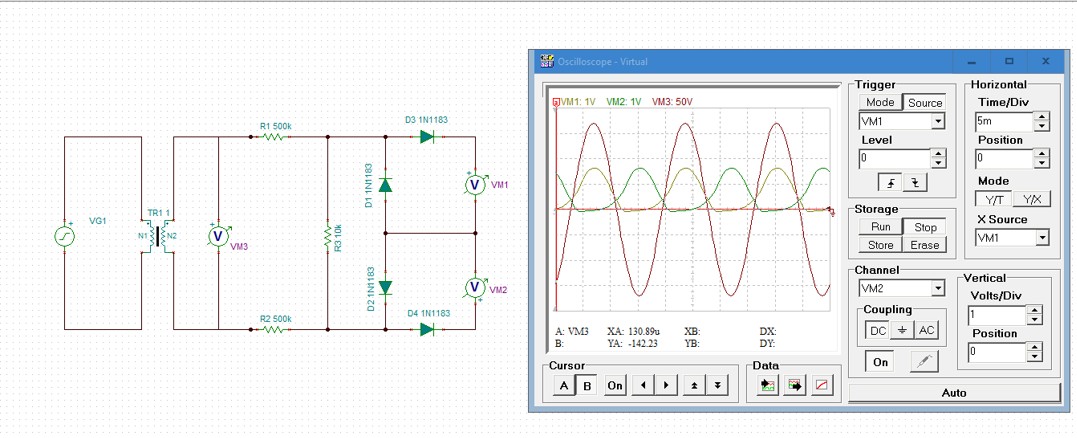 Oscilloscope - Virtual
VM1: 1V VM2: 1V VM3: 50V
Trigger
Mode Source
VM1
Level
0
Horizontal
Time/Div
5m
Position
0
Mode
Y/T Y/X
X Source
VM1
Storage
Run Stop
Store Erase
Channel
VM2
Coupling
DC AC
On
Vertical
Volts/Div
1
Position
0
A: VM3 XA: 130.89u XB: DX:
B: YA: -142.23 YB: DY:
Cursor
A B On
Data
Auto
R1 500k
D3 1N1183
D1 1N1183
VM1
VG1
TR1 1
N1 N2
VM3
R3 10k
D2 1N1183
VM2
R2 500k
D4 1N1183
V
V
V
+
+
+
+